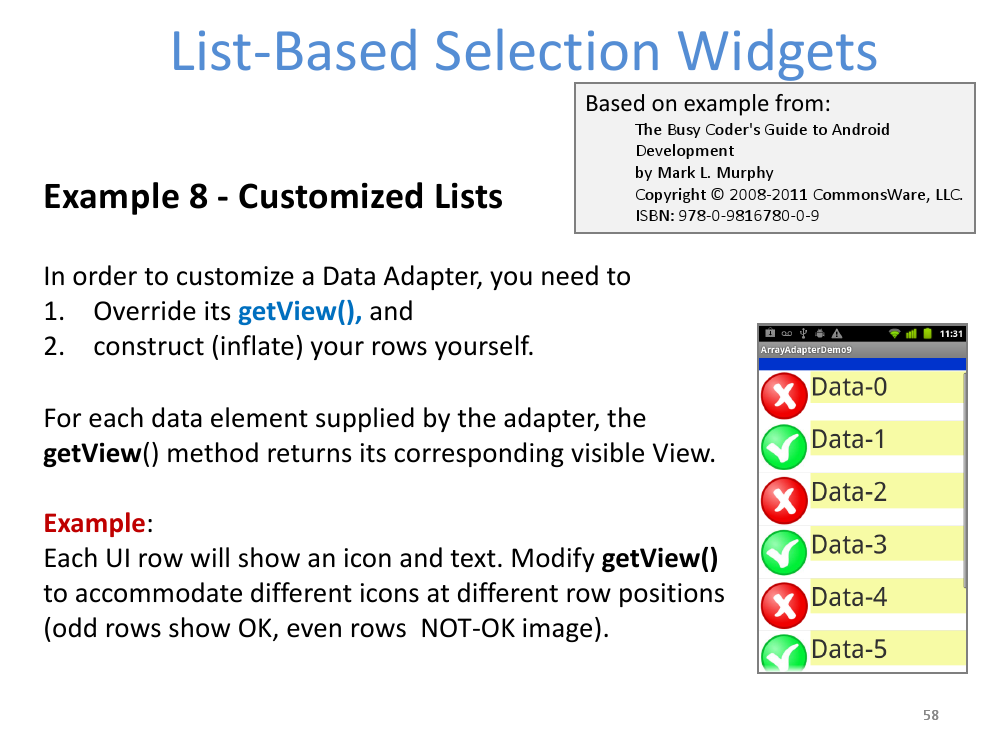 List-Based Selection Widgets
Based on example from:
The Busy Coder's Guide to Android
Development
by Mark L. Murphy
Copyright © 2008-2011 CommonsWare, LLC.
ISBN: 978-0-9816780-0-9
Example 8 - Customized Lists
In order to customize a Data Adapter, you need to
1. Override its getView(), and
2. construct (inflate) your rows yourself.
For each data element supplied by the adapter, the
getView() method returns its corresponding visible View.
Example:
Each UI row will show an icon and text. Modify getView()
to accommodate different icons at different row positions
(odd rows show OK, even rows NOT-OK image).
11:31
ArrayAdapterDemo9
Data-0
Data-1
Data-2
Data-3
Data-4
Data-5
58